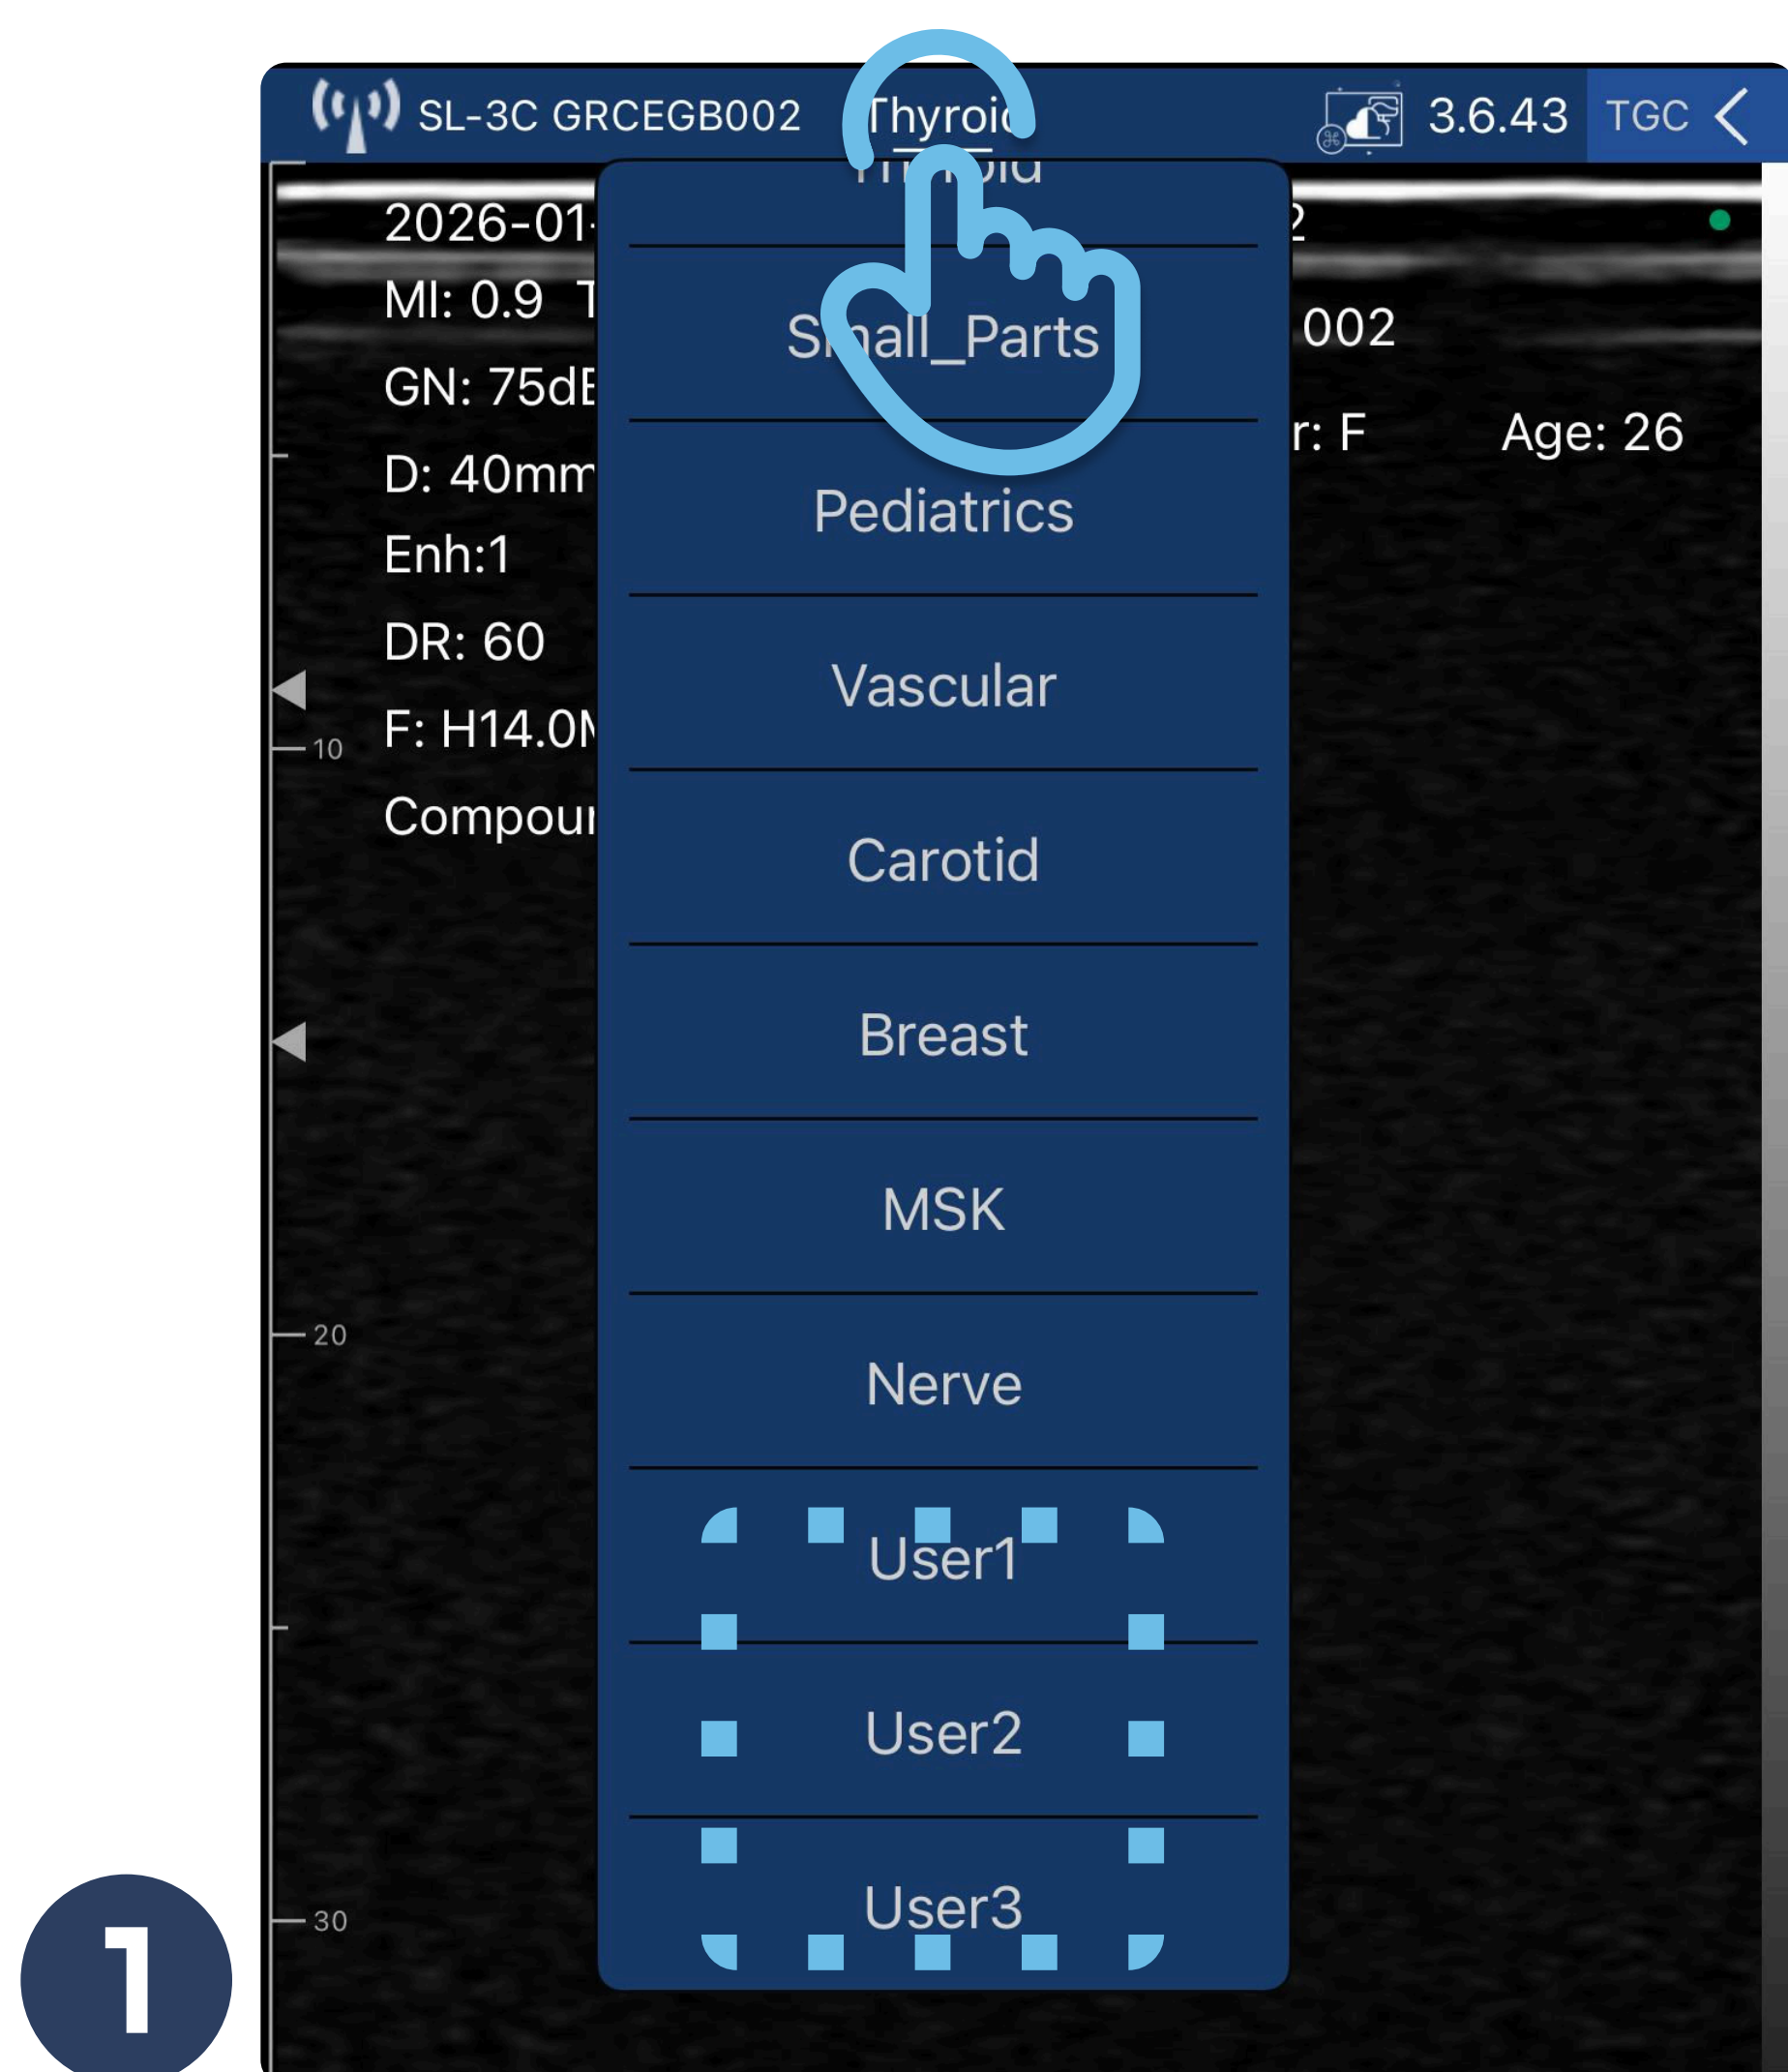 SL-3C GRCEGB002 Thyroid 3.6.43 TGC
2026-01-
MI: 0.9
002
GN: 75dB
r: F Age: 26
D: 40mm
Enh:1
DR: 60
F: H14.0M
10
Compoun
20
30
Thyroid
Small_Parts
Pediatrics
Vascular
Carotid
Breast
MSK
Nerve
User1
User2
User3
1